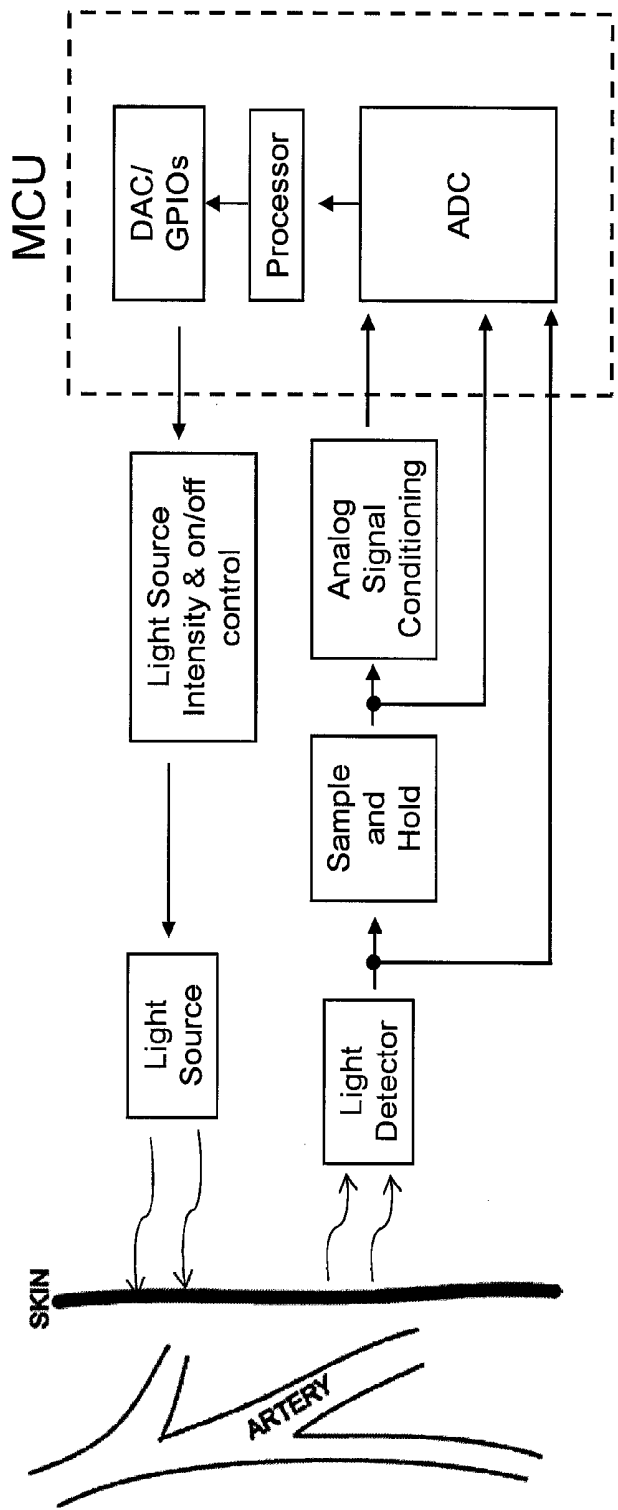 MCU
DAC/
GPIOs
Processor
ADC
Light Source
Intensity & on/off
control
Analog
Signal
Conditioning
Sample
and
Hold
Light
Source
Light
Detector
SKIN
ARTERY